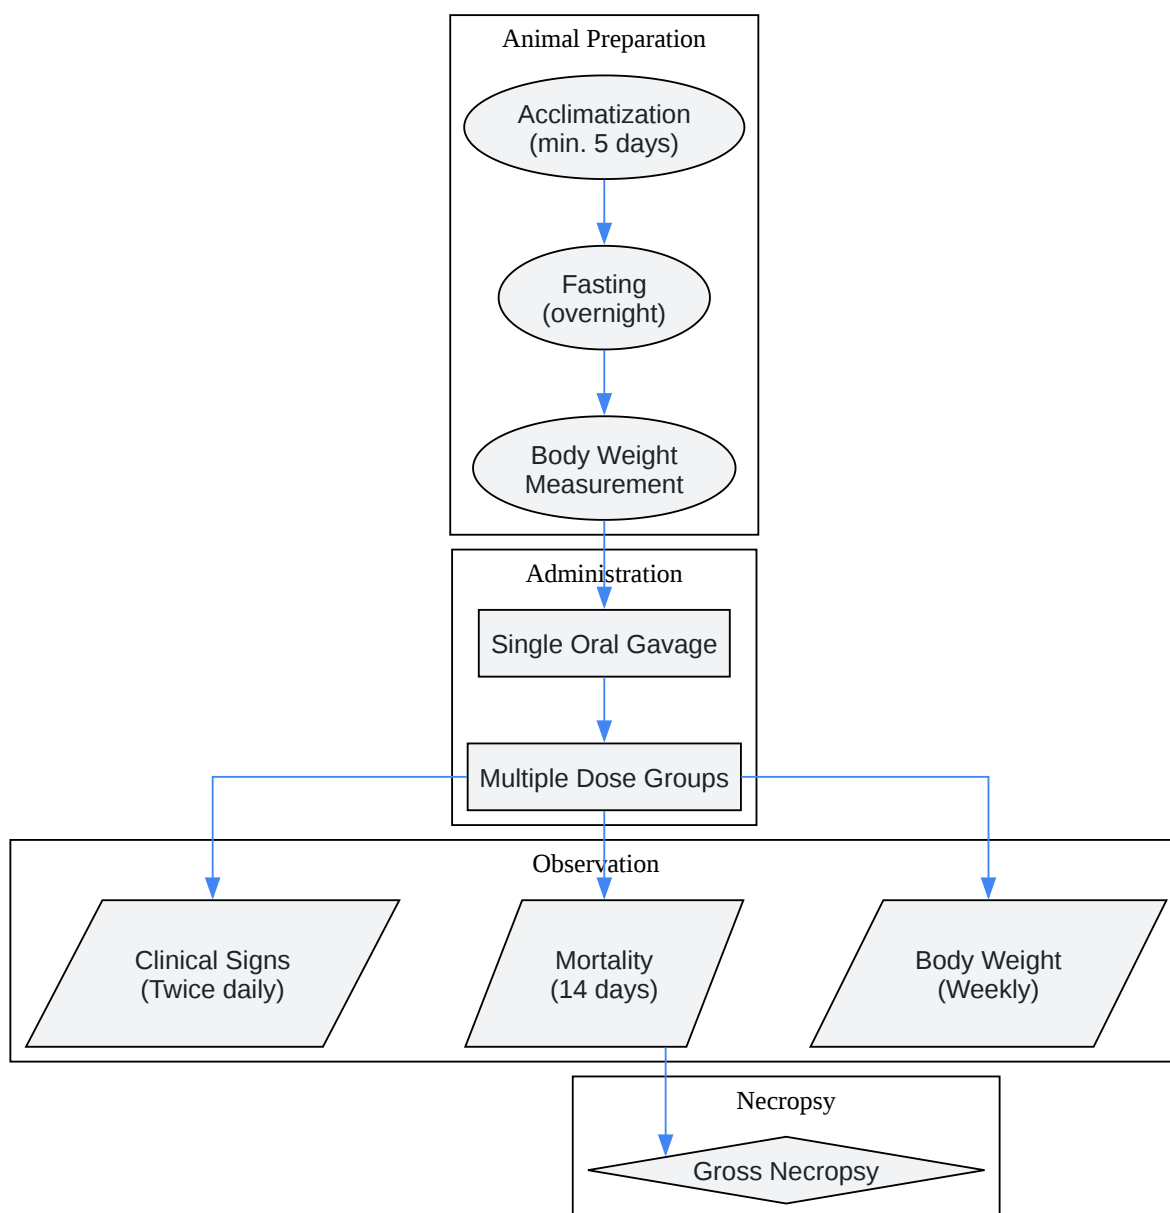 Animal Preparation
Acclimatization
(min. 5 days)
Fasting
(overnight)
Body Weight
Measurement
Administration
Single Oral Gavage
Multiple Dose Groups
Observation
Clinical Signs
(Twice daily)
Mortality
(14 days)
Body Weight
(Weekly)
Necropsy
Gross Necropsy